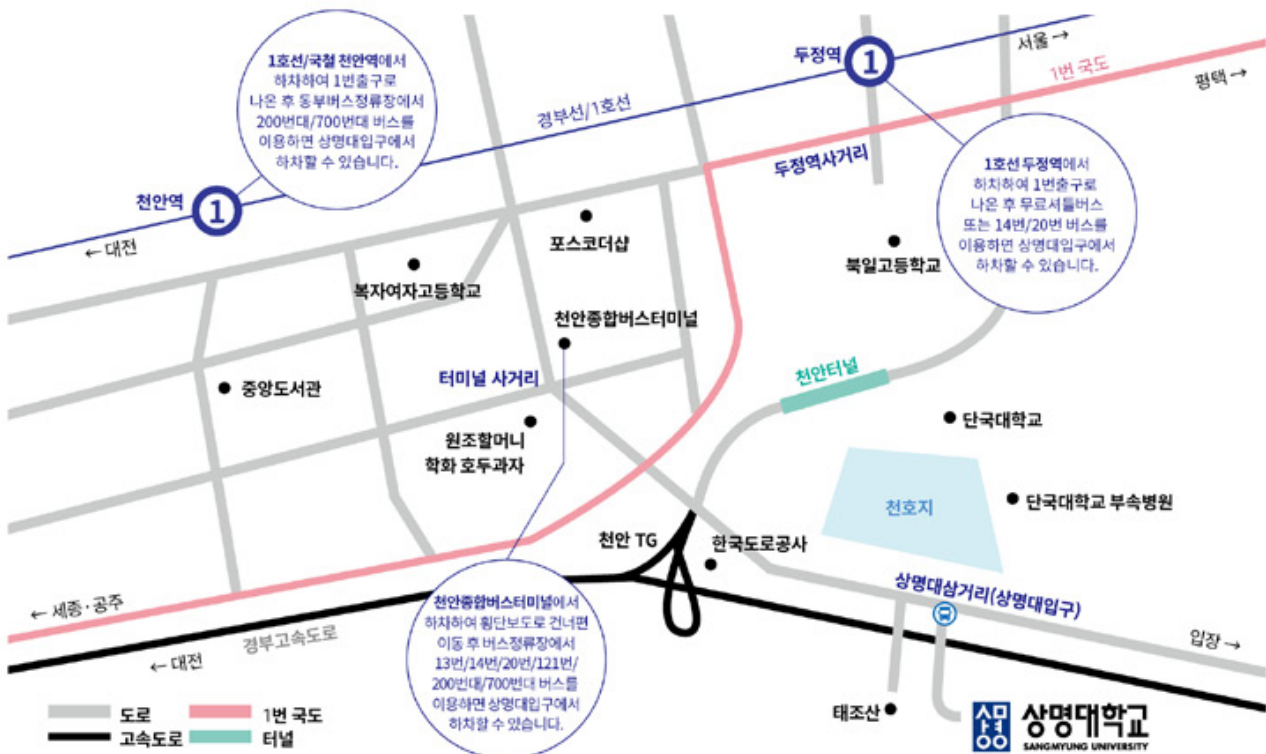 1호선/국철 천안역에서
하차하여 1번출구로
나온 후 동부버스정류장에서
200번대/700번대 버스를
이용하면 상명대입구에서
하차할 수 있습니다.
두정역
1
서울 →
1번 국도
평택 →
경부선/1호선
두정역사거리
1호선 두정역에서
하차하여 1번출구로
나온 후 무료셔틀버스
또는 14번/20번 버스를
이용하면 상명대입구에서
하차할 수 있습니다.
천안역
1
← 대전
포스코더샵
북일고등학교
복자여자고등학교
천안종합버스터미널
터미널 사거리
천안터널
중앙도서관
원조할머니
학화 호두과자
단국대학교
천호지
단국대학교 부속병원
천안 TG
한국도로공사
상명대삼거리(상명대입구)
← 세종·공주
경부고속도로
← 대전
천안종합버스터미널에서
하차하여 횡단보도로 건너편
이동 후 버스정류장에서
13번/14번/20번/121번/
200번대/700번대 버스를
이용하면 상명대입구에서
하차할 수 있습니다.
입장 →
태조산
도로
1번 국도
고속도로
터널
상명
상명대학교
SANGMYUNG UNIVERSITY